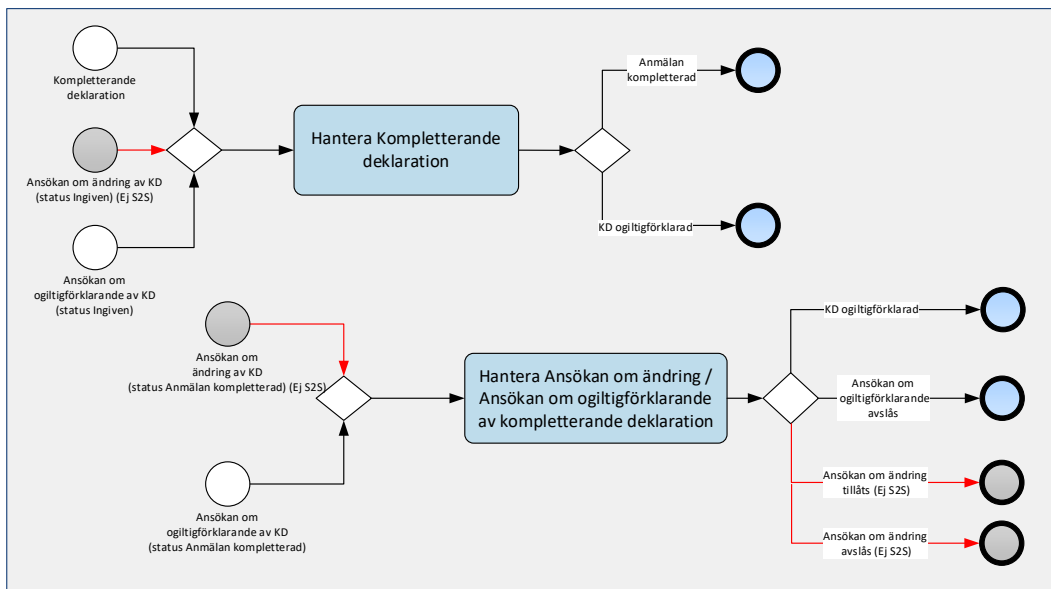 Kompletterande
deklaration
Ansökan om ändring av KD
(status Ingiven) (Ej S2S)
Ansökan om
ogiltigförklarande av KD
(status Ingiven)
Hantera Kompletterande
deklaration
Anmälan
kompletterad
KD ogiltigförklarad
Ansökan om
ändring av KD
(status Anmälan kompletterad) (Ej S2S)
Ansökan om
ogiltigförklarande av KD
(status Anmälan kompletterad)
Hantera Ansökan om ändring /
Ansökan om ogiltigförklarande
av kompletterande deklaration
KD ogiltigförklarad
Ansökan om
ogiltigförklarande
avslås
Ansökan om ändring
tillåts (Ej S2S)
Ansökan om ändring
avslås (Ej S2S)